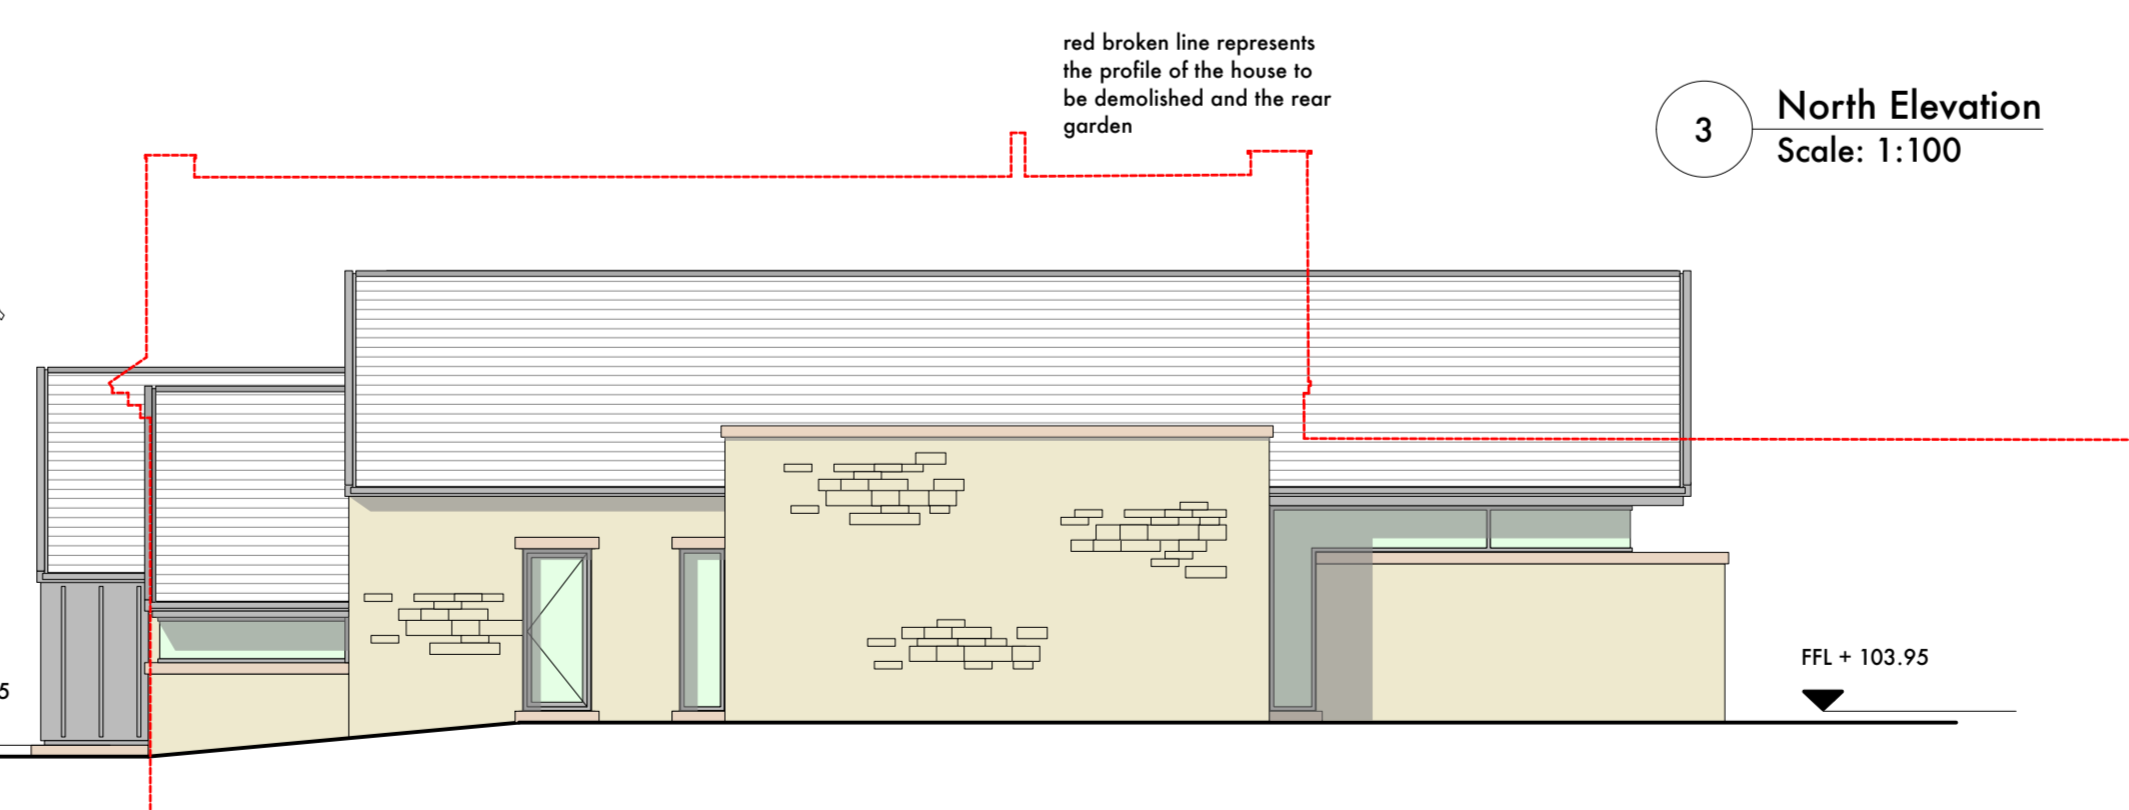 red broken line represents
the profile of the house to
be demolished and the rear
garden
3
North Elevation
Scale: 1:100
FFL + 103.95
5